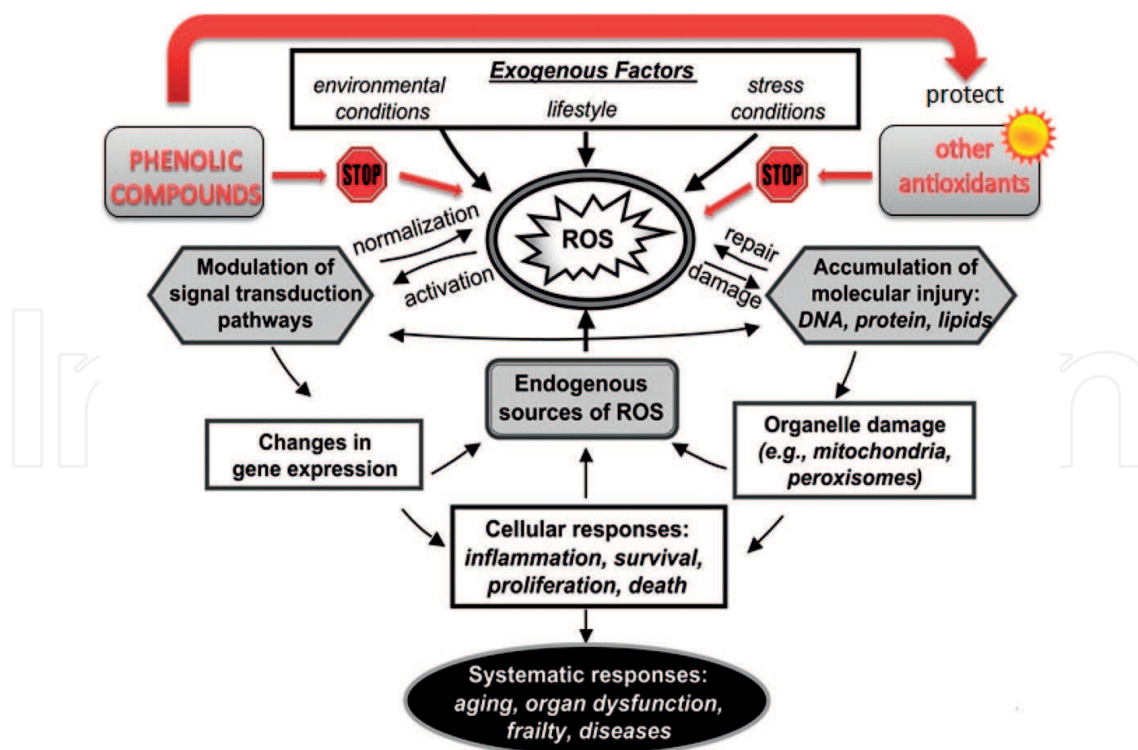 Exogenous Factors
environmental
conditions
lifestyle
stress
conditions
protect
PHENOLIC
COMPOUNDS
STOP
STOP
other
antioxidants
ROS
normalization
activation
repair
damage
Modulation of
signal transduction
pathways
Accumulation of
molecular injury:
DNA, protein, lipids
Endogenous
sources of ROS
Changes in
gene expression
Organelle damage
(e.g., mitochondria,
peroxisomes)
Cellular responses:
inflammation, survival,
proliferation, death
Systematic responses:
aging, organ dysfunction,
frailty, diseases